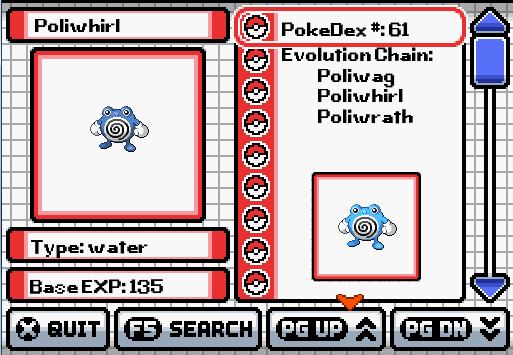 Poliwhirl
PokeDex #: 61
Evolution Chain:
Poliwag
Poliwhirl
Poliwrath
Type: water
Base EXP: 135
X QUIT
F5 SEARCH
PG UP
PG DN